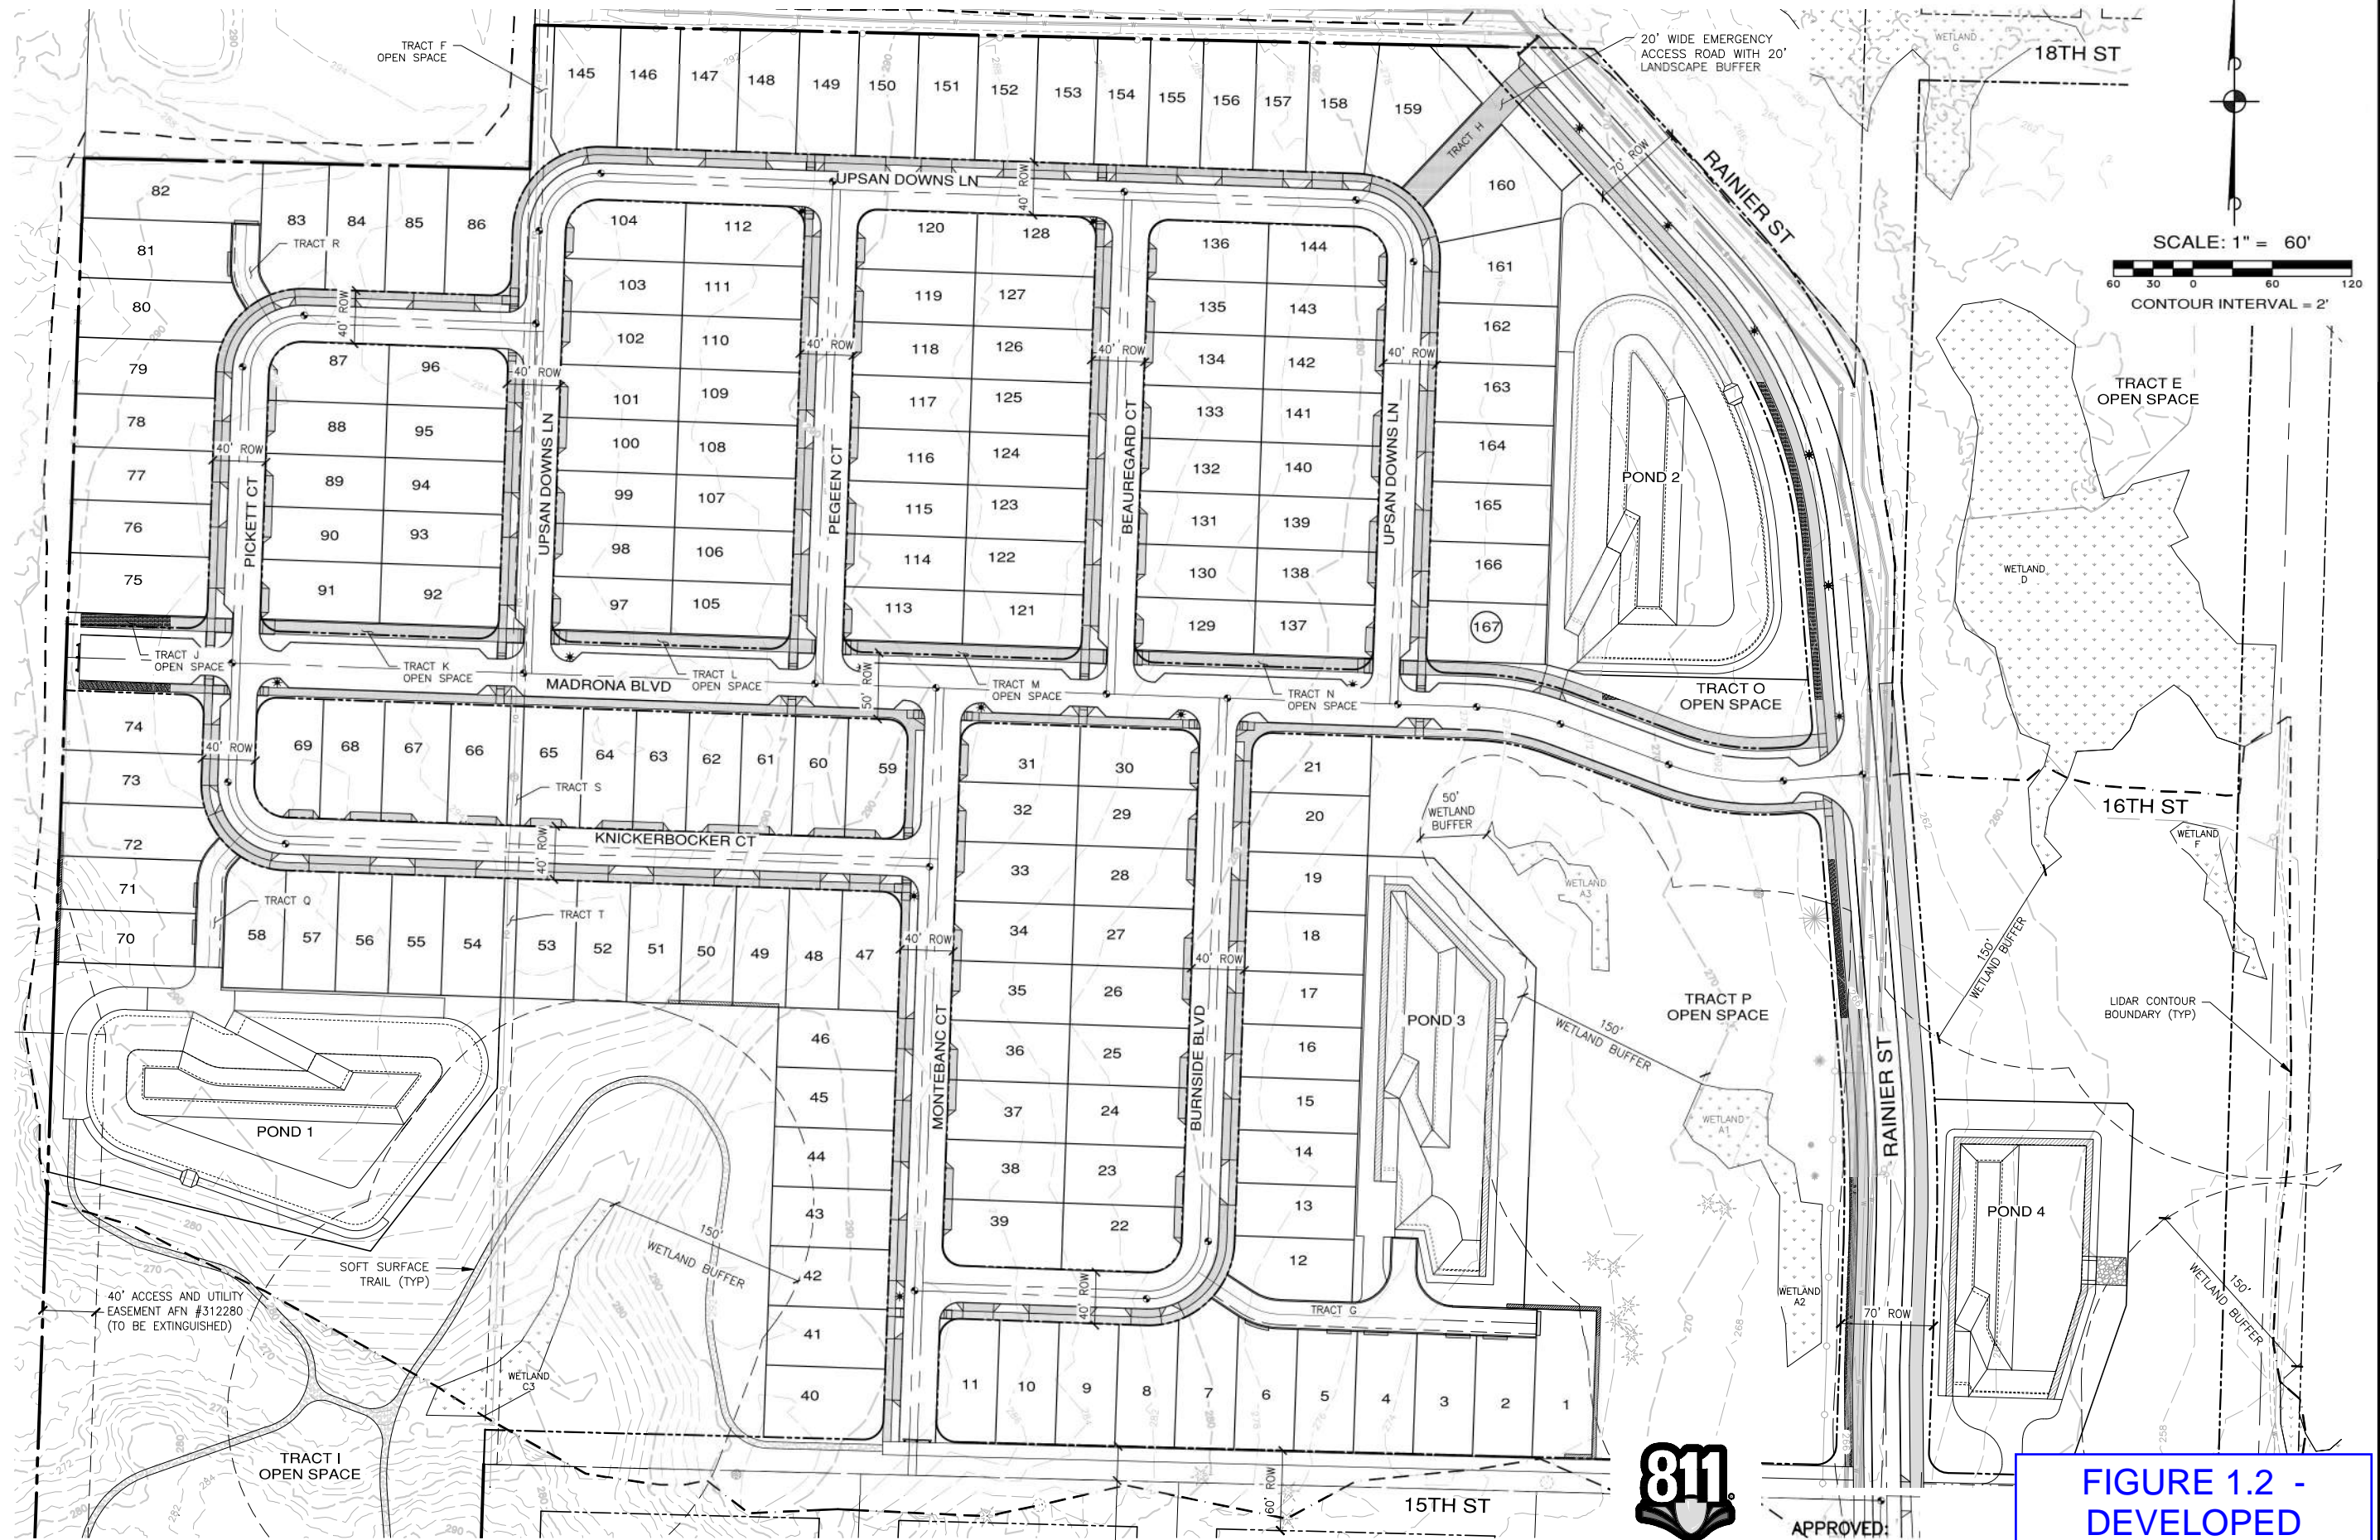 TRACT F
OPEN SPACE
20' WIDE EMERGENCY
ACCESS ROAD WITH 20'
LANDSCAPE BUFFER
WETLAND
G
18TH ST
SCALE: 1" = 60'
60 30 0 60 120
CONTOUR INTERVAL = 2'
145 146 147 148 149 150 151 152 153 154 155 156 157 158 159
TRACT H
70' ROW
RAINIER ST
UPSAN DOWNS LN
40' ROW
82
81
80
79
78
77
76
75
83 84 85 86
TRACT R
40' ROW
87 96
88 95
89 94
90 93
91 92
40' ROW
PICKETT CT
40' ROW
UPSAN DOWNS LN
104 112
103 111
102 110
101 109
100 108
99 107
98 106
97 105
40' ROW
PEGEEN CT
120 128
119 127
118 126
117 125
116 124
115 123
114 122
113 121
40' ROW
BEAUREGARD CT
136 144
135 143
134 142
133 141
132 140
131 139
130 138
129 137
40' ROW
UPSAN DOWNS LN
160
161
162
163
164
165
166
167
POND 2
TRACT E
OPEN SPACE
WETLAND
D
TRACT J
OPEN SPACE
TRACT K
OPEN SPACE
MADRONA BLVD
TRACT L
OPEN SPACE
50' ROW
TRACT M
OPEN SPACE
TRACT N
OPEN SPACE
TRACT O
OPEN SPACE
74
73
72
71
70
40' ROW
69 68 67 66 65 64 63 62 61 60 59
TRACT S
KNICKERBOCKER CT
40' ROW
TRACT Q
TRACT T
58 57 56 55 54 53 52 51 50 49 48 47
40' ROW
31 30
32 29
33 28
34 27
35 26
36 25
37 24
38 23
39 22
MONTEBANC CT
40' ROW
BURNSIDE BLVD
21
20
19
18
17
16
15
14
13
12
50'
WETLAND
BUFFER
WETLAND
A3
16TH ST
WETLAND
F
150'
WETLAND BUFFER
LIDAR CONTOUR
BOUNDARY (TYP)
POND 3
150'
WETLAND BUFFER
TRACT P
OPEN SPACE
WETLAND
A1
WETLAND
A2
RAINIER ST
70' ROW
POND 4
150'
WETLAND BUFFER
46
45
44
43
42
41
40
POND 1
150'
WETLAND BUFFER
SOFT SURFACE
TRAIL (TYP)
40' ACCESS AND UTILITY
EASEMENT AFN #312280
(TO BE EXTINGUISHED)
WETLAND
C3
TRACT I
OPEN SPACE
40' ROW
TRACT G
11 10 9 8 7 6 5 4 3 2 1
60' ROW
15TH ST
811
APPROVED:
FIGURE 1.2 -
DEVELOPED